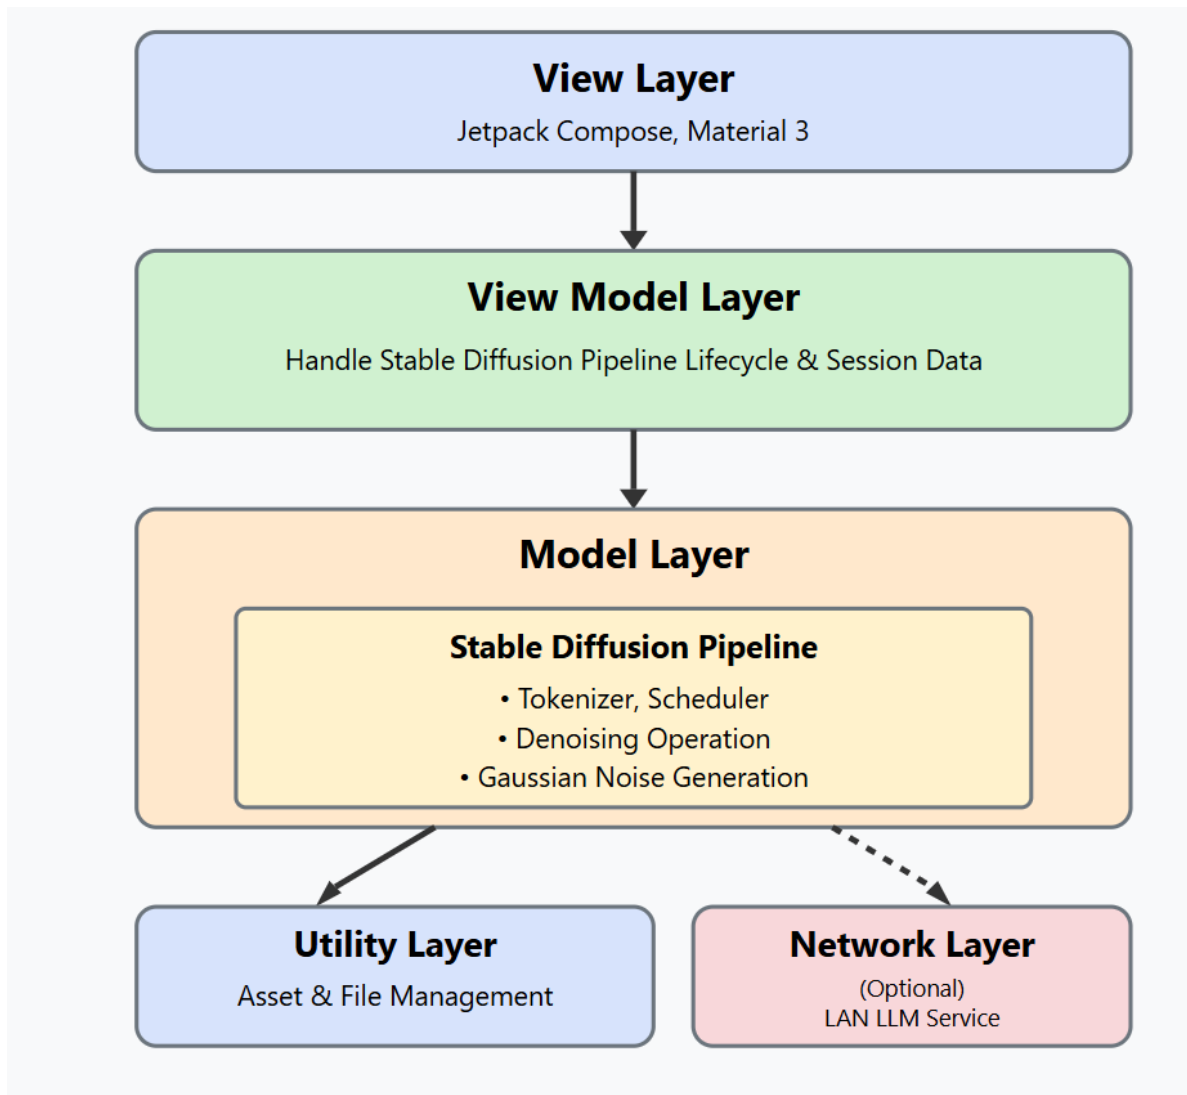 View Layer
Jetpack Compose, Material 3
View Model Layer
Handle Stable Diffusion Pipeline Lifecycle & Session Data
Model Layer
Stable Diffusion Pipeline
• Tokenizer, Scheduler
• Denoising Operation
• Gaussian Noise Generation
Utility Layer
Asset & File Management
Network Layer
(Optional)
LAN LLM Service